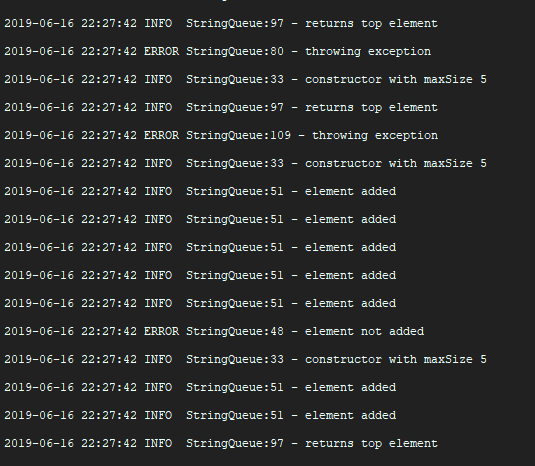 2019-06-16 22:27:42 INFO  StringQueue:97 - returns top element
2019-06-16 22:27:42 ERROR StringQueue:80 - throwing exception
2019-06-16 22:27:42 INFO  StringQueue:33 - constructor with maxSize 5
2019-06-16 22:27:42 INFO  StringQueue:97 - returns top element
2019-06-16 22:27:42 ERROR StringQueue:109 - throwing exception
2019-06-16 22:27:42 INFO  StringQueue:33 - constructor with maxSize 5
2019-06-16 22:27:42 INFO  StringQueue:51 - element added
2019-06-16 22:27:42 INFO  StringQueue:51 - element added
2019-06-16 22:27:42 INFO  StringQueue:51 - element added
2019-06-16 22:27:42 INFO  StringQueue:51 - element added
2019-06-16 22:27:42 INFO  StringQueue:51 - element added
2019-06-16 22:27:42 ERROR StringQueue:48 - element not added
2019-06-16 22:27:42 INFO  StringQueue:33 - constructor with maxSize 5
2019-06-16 22:27:42 INFO  StringQueue:51 - element added
2019-06-16 22:27:42 INFO  StringQueue:51 - element added
2019-06-16 22:27:42 INFO  StringQueue:97 - returns top element